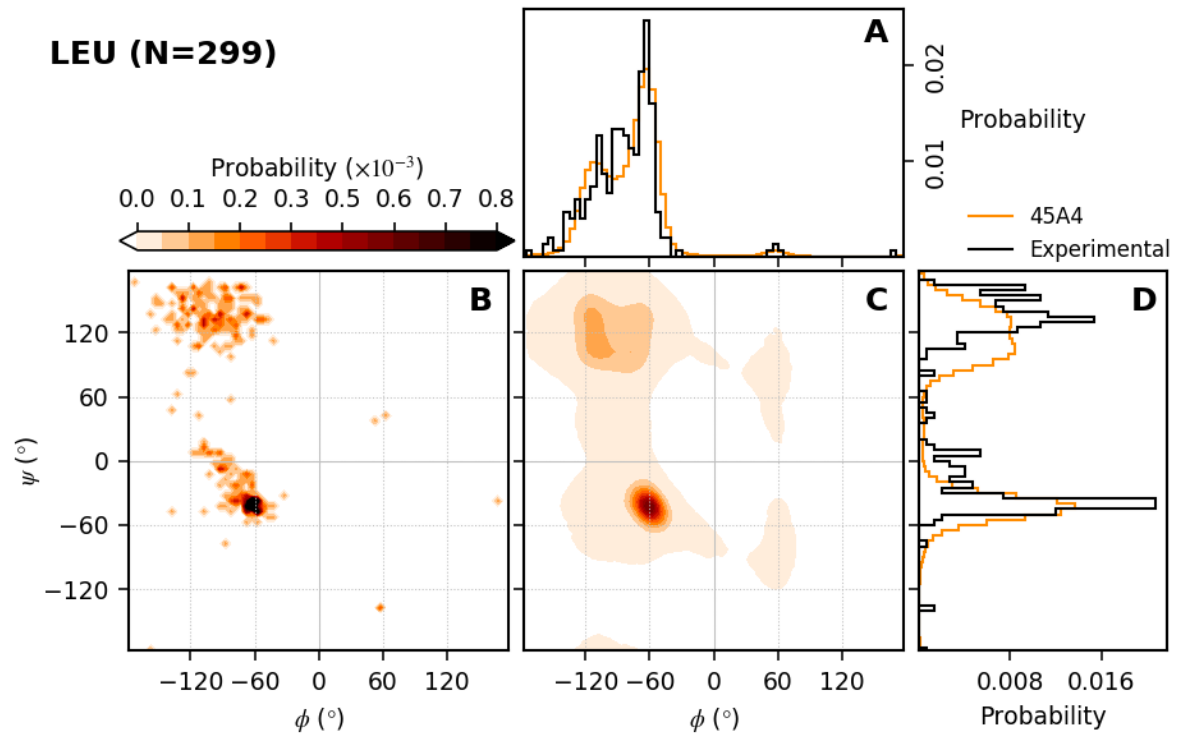 LEU (N=299)
A
0.02
0.01
Probability
Probability (×10⁻³)
0.0 0.1 0.2 0.3 0.5 0.6 0.7 0.8
45A4
Experimental
B
C
D
120
60
0
−60
−120
ψ (°)
−120 −60 0 60 120
−120 −60 0 60 120
0.008 0.016
ϕ (°)
ϕ (°)
Probability